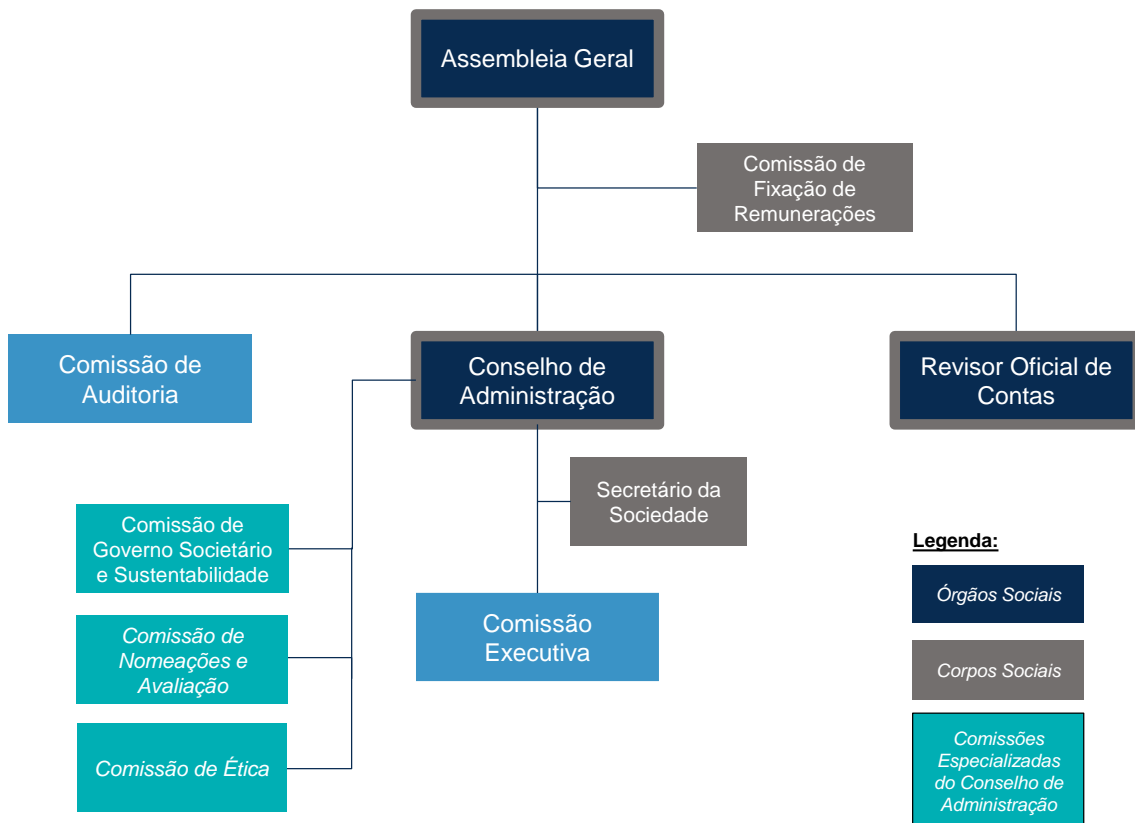 Assembleia Geral
Comissão de
Fixação de
Remunerações
Comissão de
Auditoria
Conselho de
Administração
Revisor Oficial de
Contas
Secretário da
Sociedade
Comissão de
Governo Societário
e Sustentabilidade
Comissão de
Nomeações e
Avaliação
Comissão de Ética
Comissão
Executiva
Legenda:
Órgãos Sociais
Corpos Sociais
Comissões
Especializadas
do Conselho de
Administração